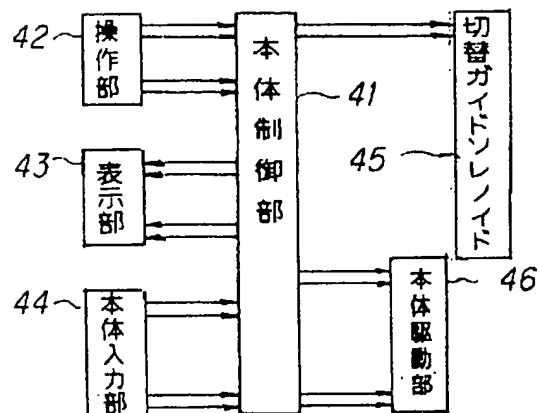 42
操作部
43
表示部
44
本体入力部
本体制御部
41
切替ガイドソレノイド
45
本体駆動部
46